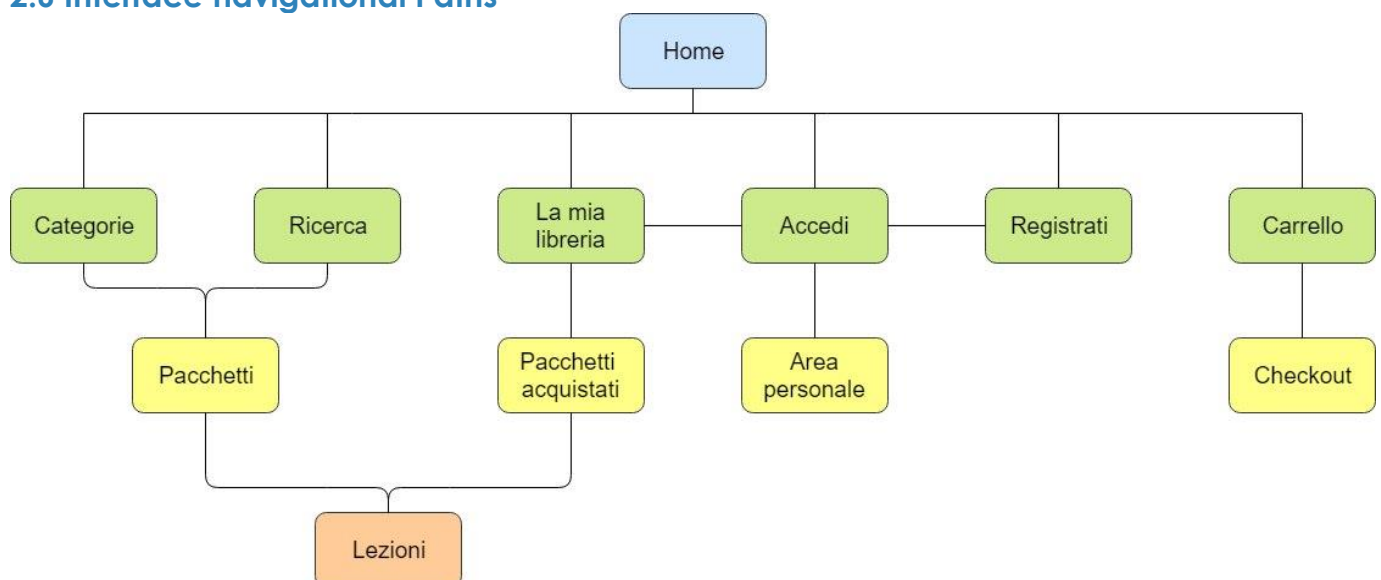 2.6 Interface navigational Paths
Home
Categorie
Ricerca
La mia
libreria
Accedi
Registrati
Carrello
Pacchetti
Pacchetti
acquistati
Area
personale
Checkout
Lezioni